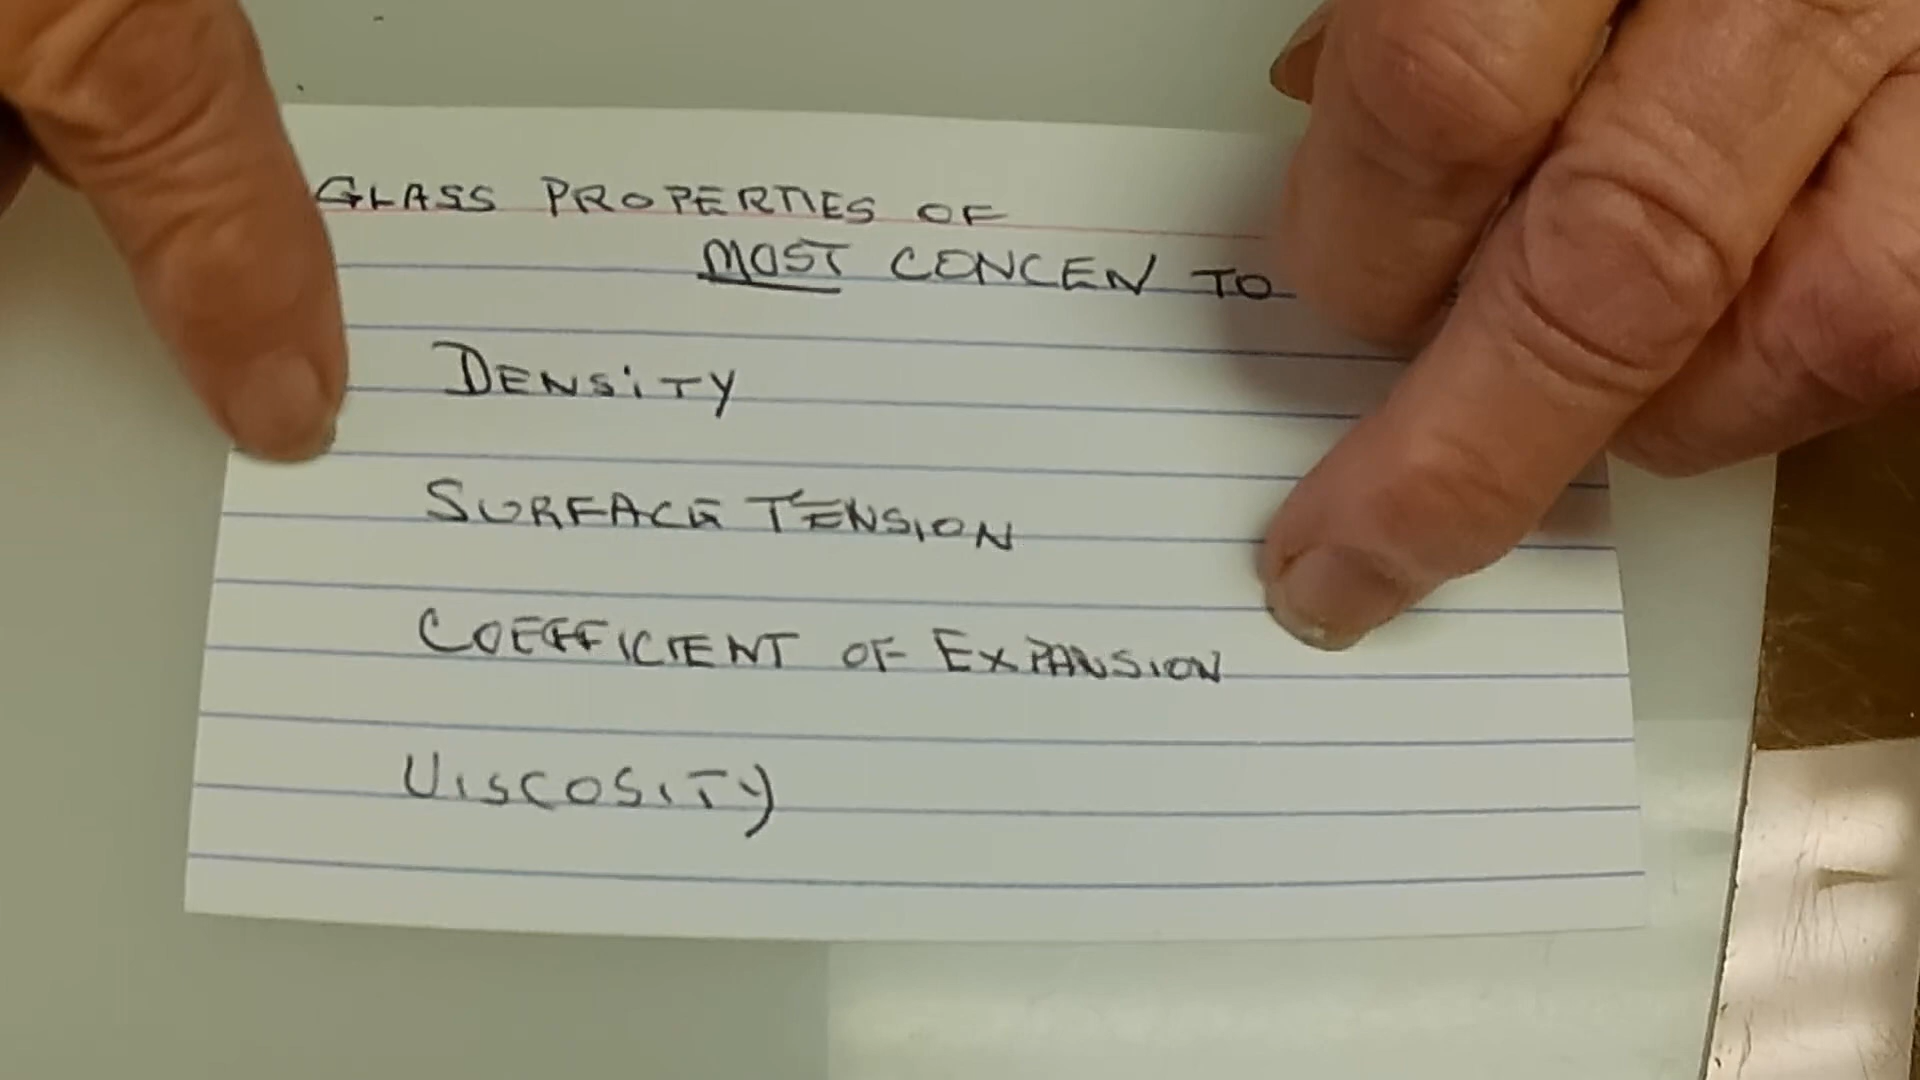 GLASS PROPERTIES OF
MOST CONCEN TO
DENSITY
SURFACE TENSION
COEFFICIENT OF EXPANSION
VISCOSITY